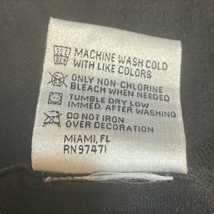 MACHINE WASH COLD
WITH LIKE COLORS
ONLY NON-CHLORINE
BLEACH WHEN NEEDED
TUMBLE DRY LOW
IMMED. AFTER WASHING
DO NOT IRON
OVER DECORATION
MIAMI, FL
RN97471